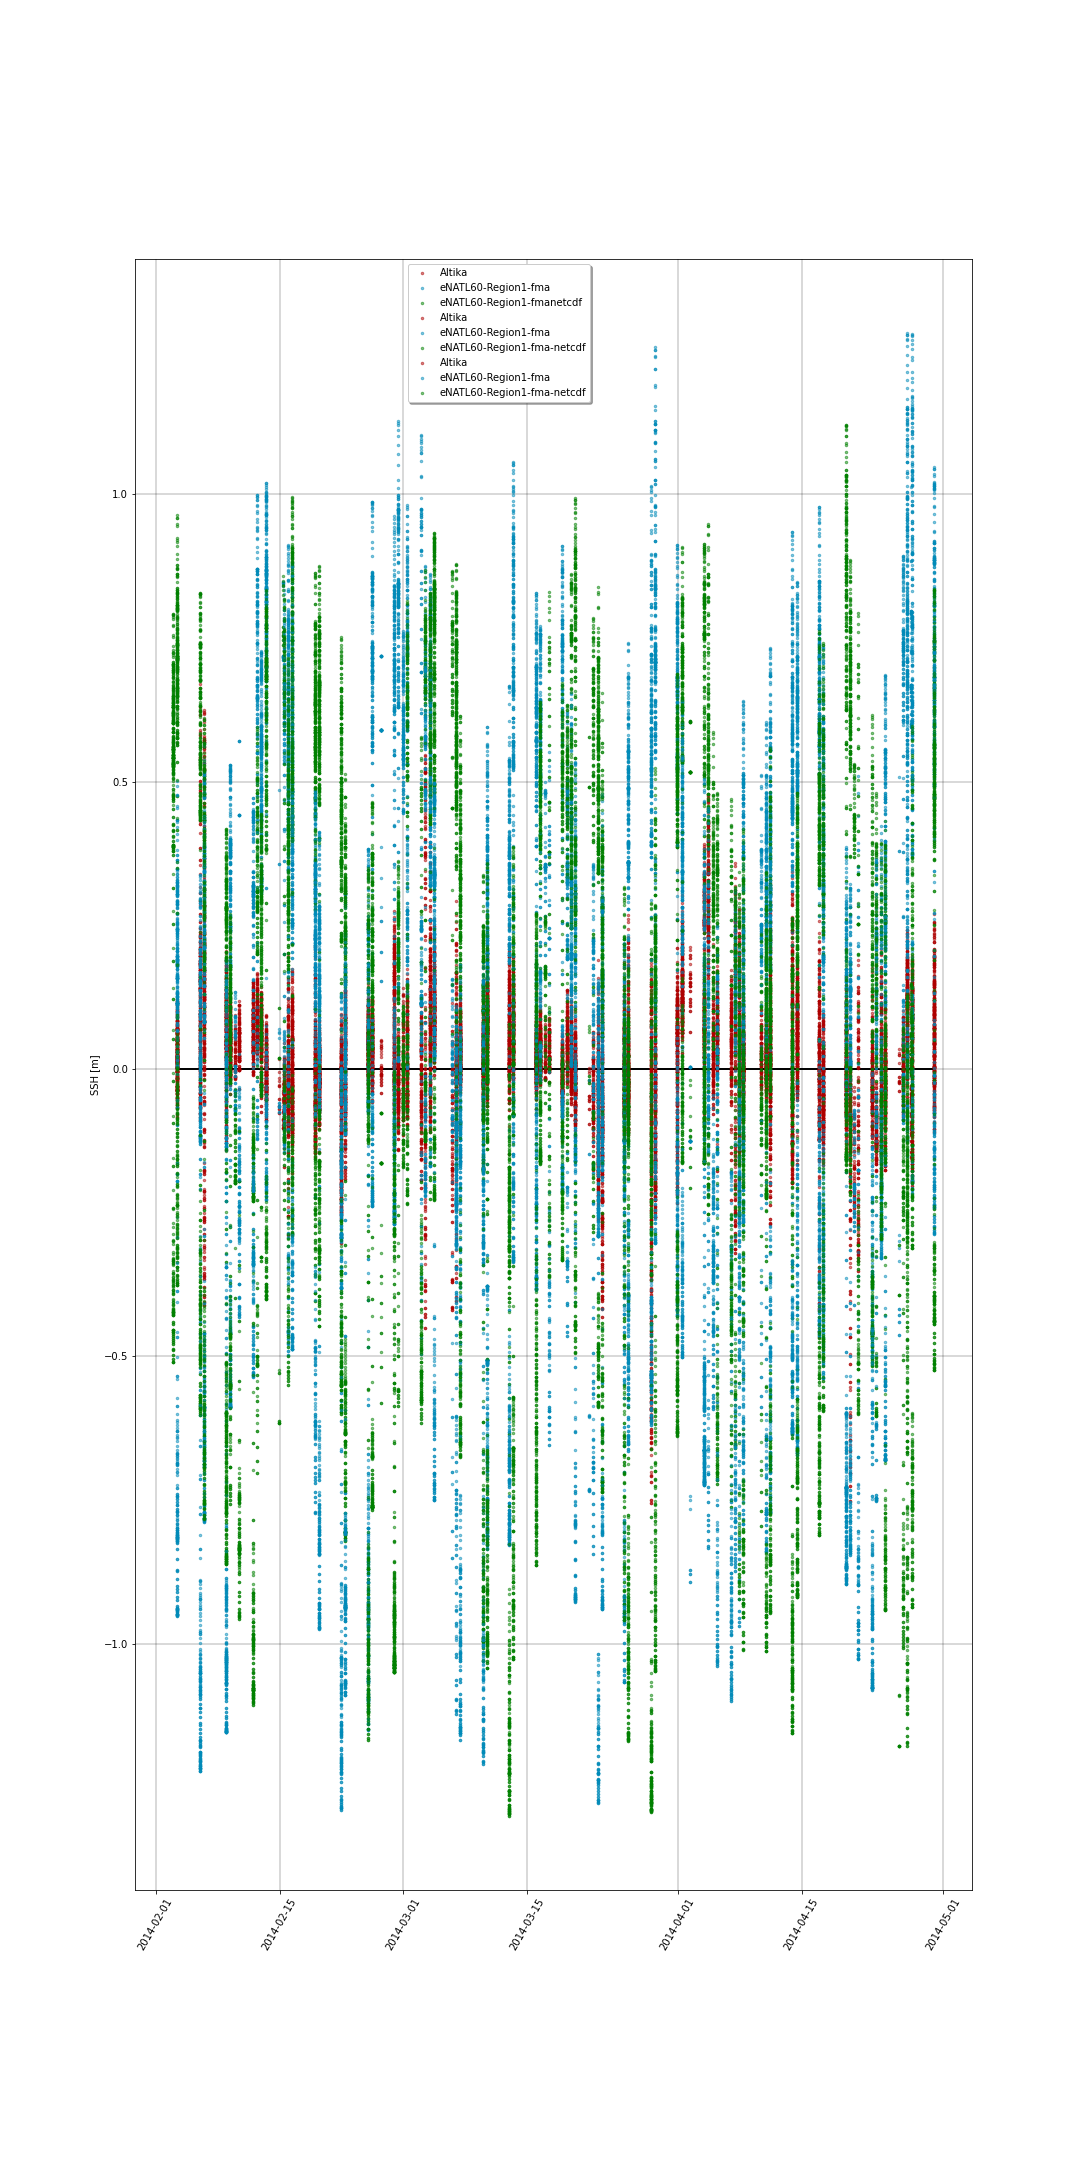 Altika
eNATL60-Region1-fma
eNATL60-Region1-fmanetcdf
Altika
eNATL60-Region1-fma
eNATL60-Region1-fma-netcdf
Altika
eNATL60-Region1-fma
eNATL60-Region1-fma-netcdf
1.0
0.5
0.0
−0.5
−1.0
SSH [m]
2014-02-01
2014-02-15
2014-03-01
2014-03-15
2014-04-01
2014-04-15
2014-05-01